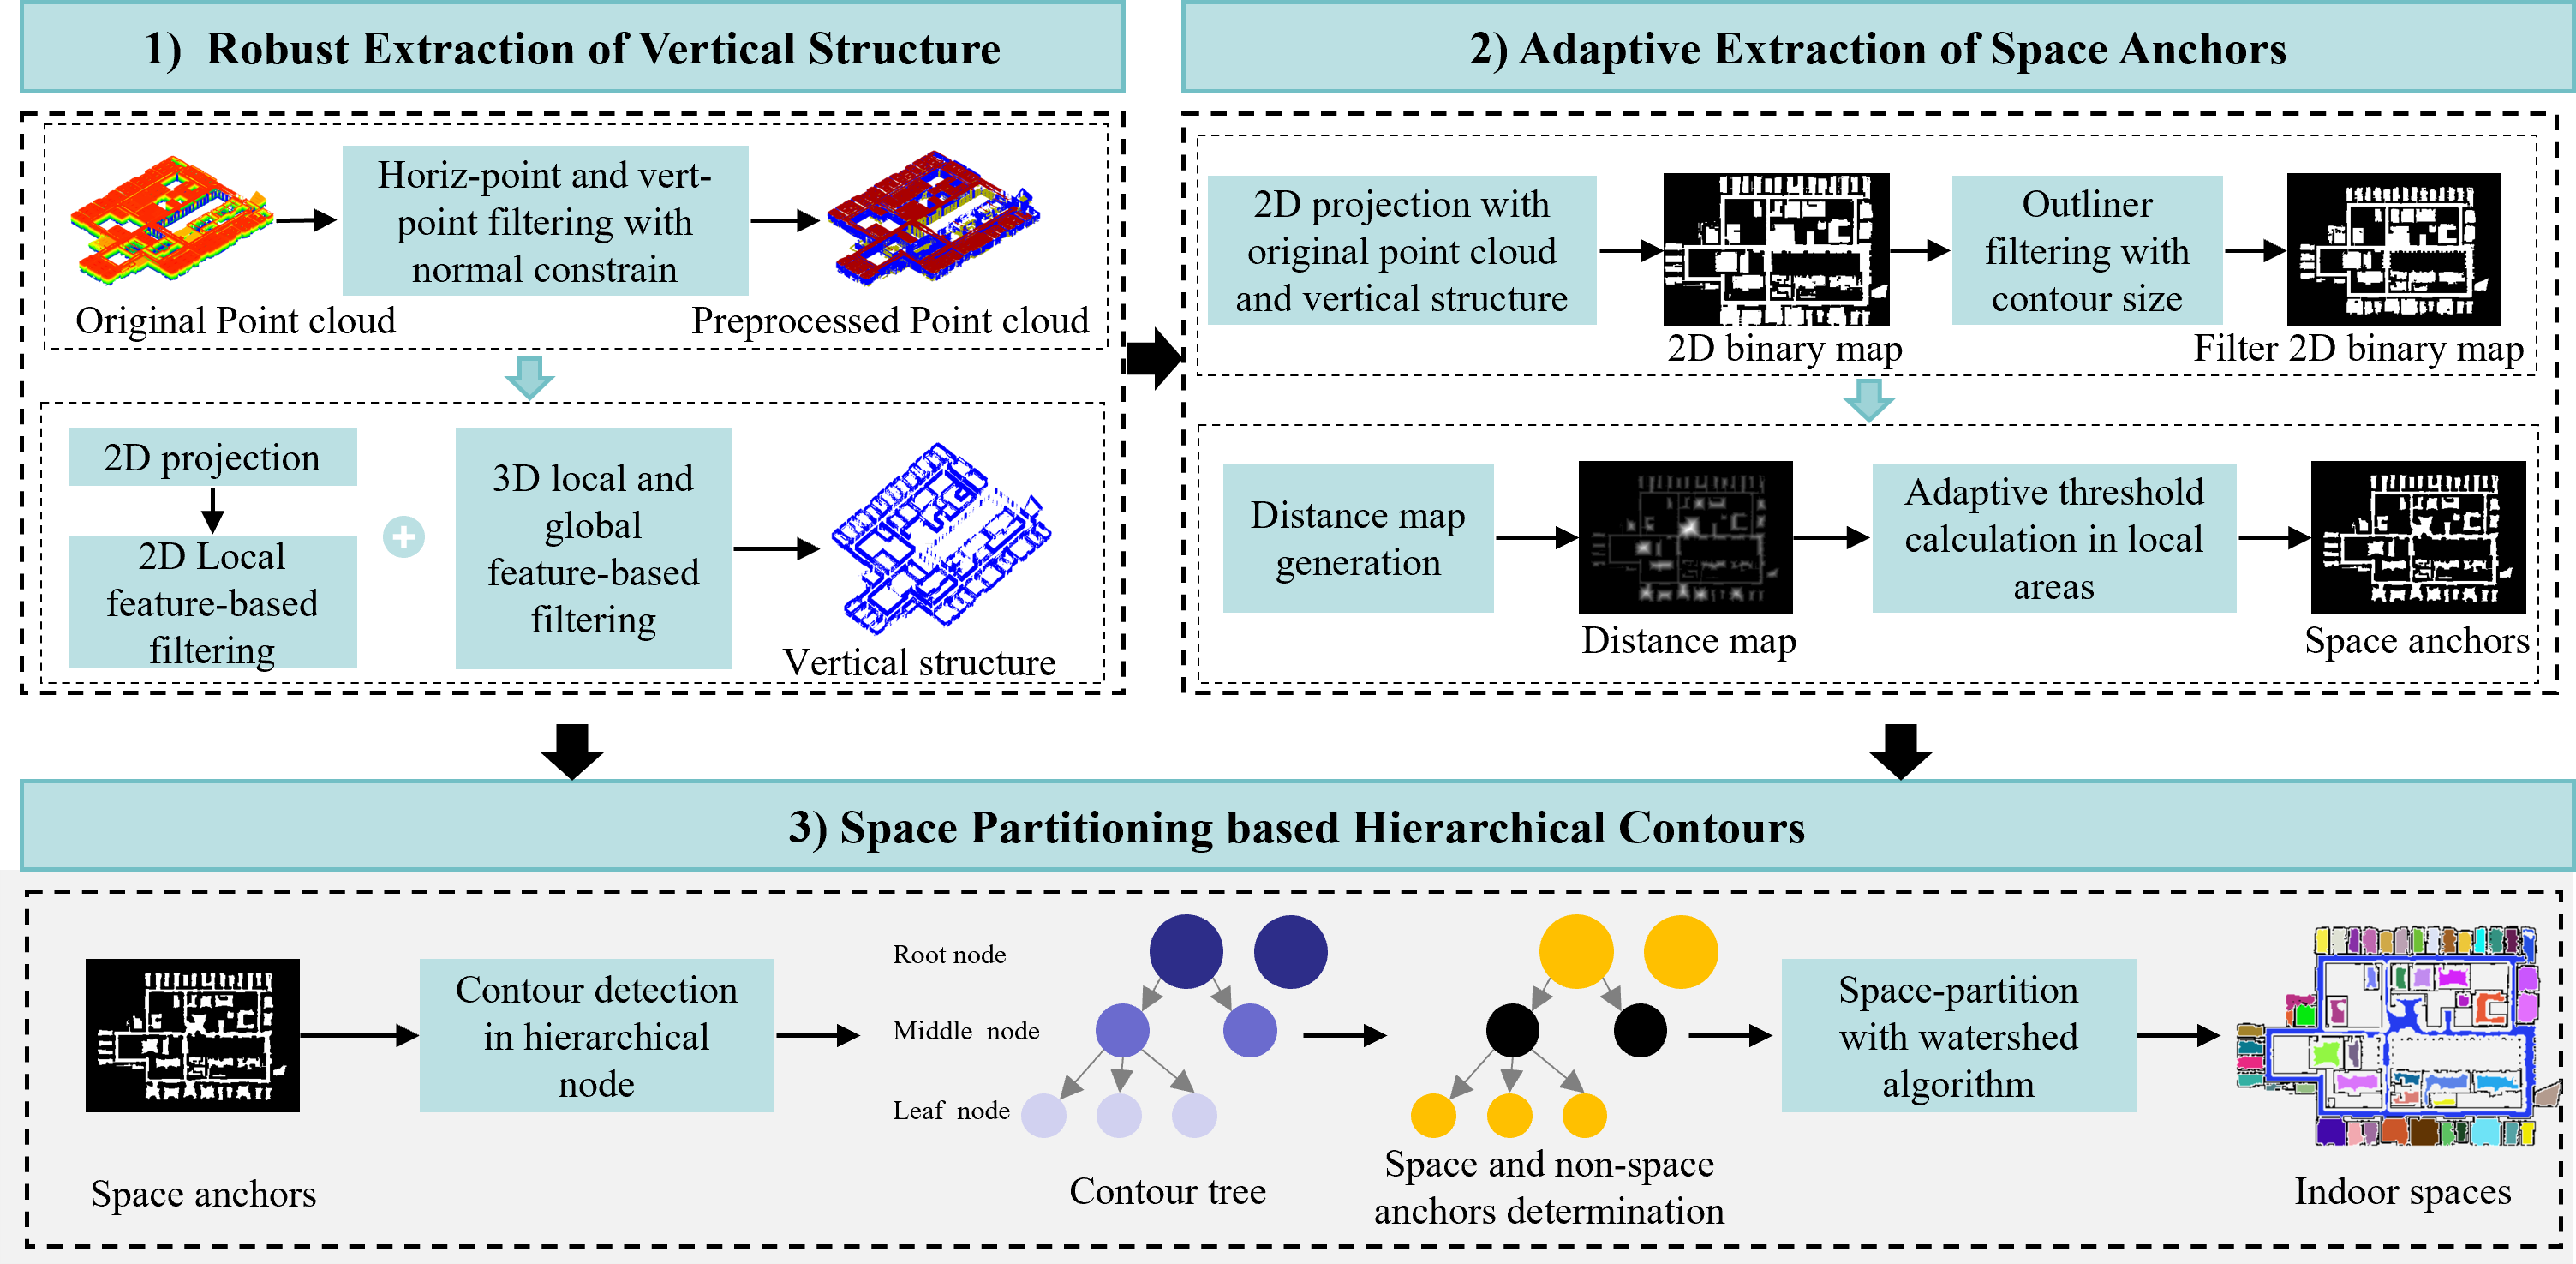 1) Robust Extraction of Vertical Structure
Horiz-point and vert-
point filtering with
normal constrain
Original Point cloud
Preprocessed Point cloud
2D projection
2D Local
feature-based
filtering
3D local and
global
feature-based
filtering
Vertical structure
2) Adaptive Extraction of Space Anchors
2D projection with
original point cloud
and vertical structure
2D binary map
Outliner
filtering with
contour size
Filter 2D binary map
Distance map
generation
Distance map
Adaptive threshold
calculation in local
areas
Space anchors
3) Space Partitioning based Hierarchical Contours
Space anchors
Contour detection
in hierarchical
node
Root node
Middle node
Leaf node
Contour tree
Space and non-space
anchors determination
Space-partition
with watershed
algorithm
Indoor spaces